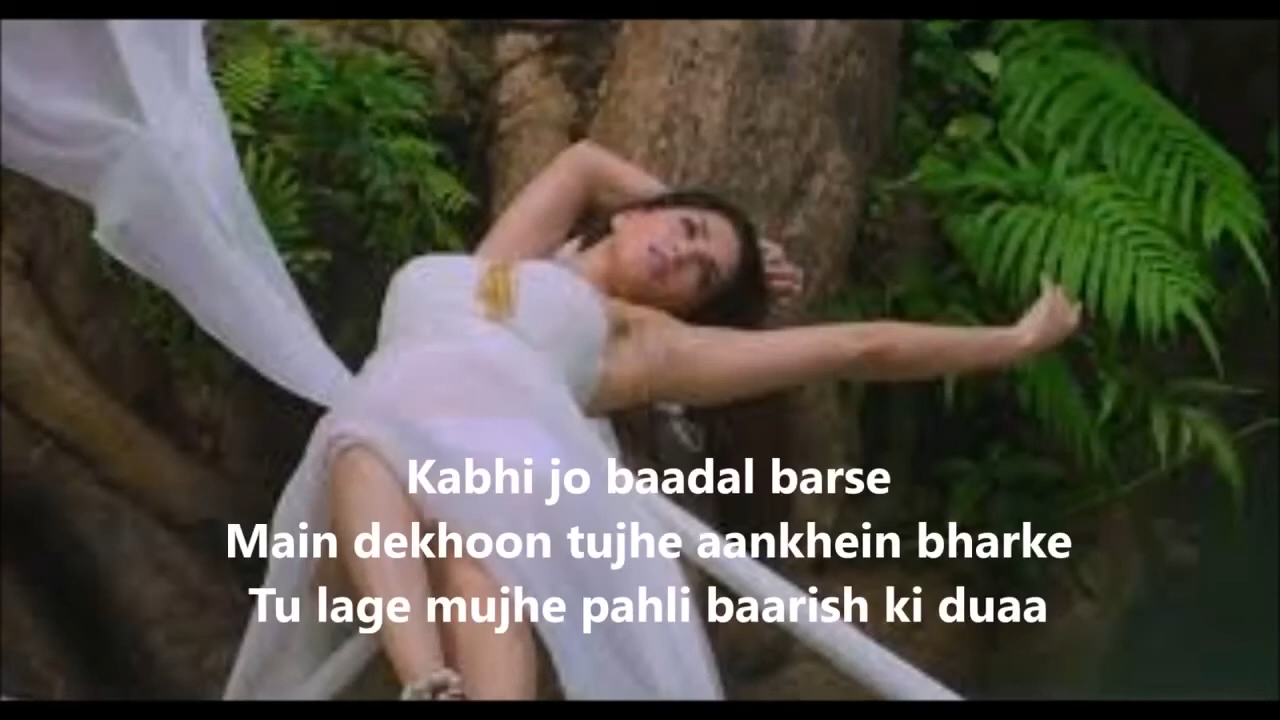 Kabhi jo baadal barse
Main dekhoon tujhe aankhein bharke
Tu lage mujhe pahli baarish ki duaa